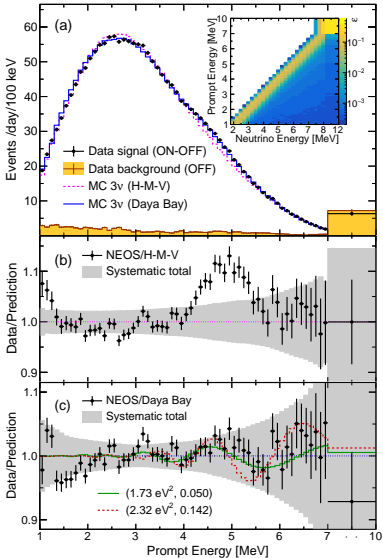 (a)
60
50
40
30
20
10
Events /day/100 keV
Data signal (ON-OFF)
Data background (OFF)
MC 3ν (H-M-V)
MC 3ν (Daya Bay)
Prompt Energy [MeV]
10
7
6
5
4
3
2
1
2 3 4 5 6 7 8 12
Neutrino Energy [MeV]
ε
10⁻¹
10⁻²
10⁻³
(b)
NEOS/H-M-V
Systematic total
Data/Prediction
1.1
1.0
0.9
(c)
NEOS/Daya Bay
Systematic total
Data/Prediction
1.1
1.0
0.9
(1.73 eV², 0.050)
(2.32 eV², 0.142)
1 2 3 4 5 6 7 10
Prompt Energy [MeV]